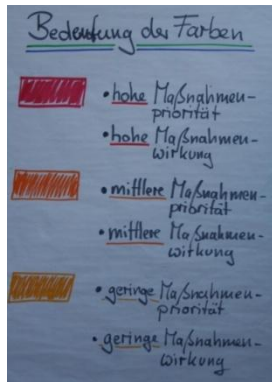 Bedeutung der Farben
• hohe Maßnahmen-
priorität
• hohe Maßnahmen-
wirkung
• mittlere Maßnahmen-
priorität
• mittlere Maßnahmen-
wirkung
• geringe Maßnahmen-
priorität
• geringe Maßnahmen-
wirkung